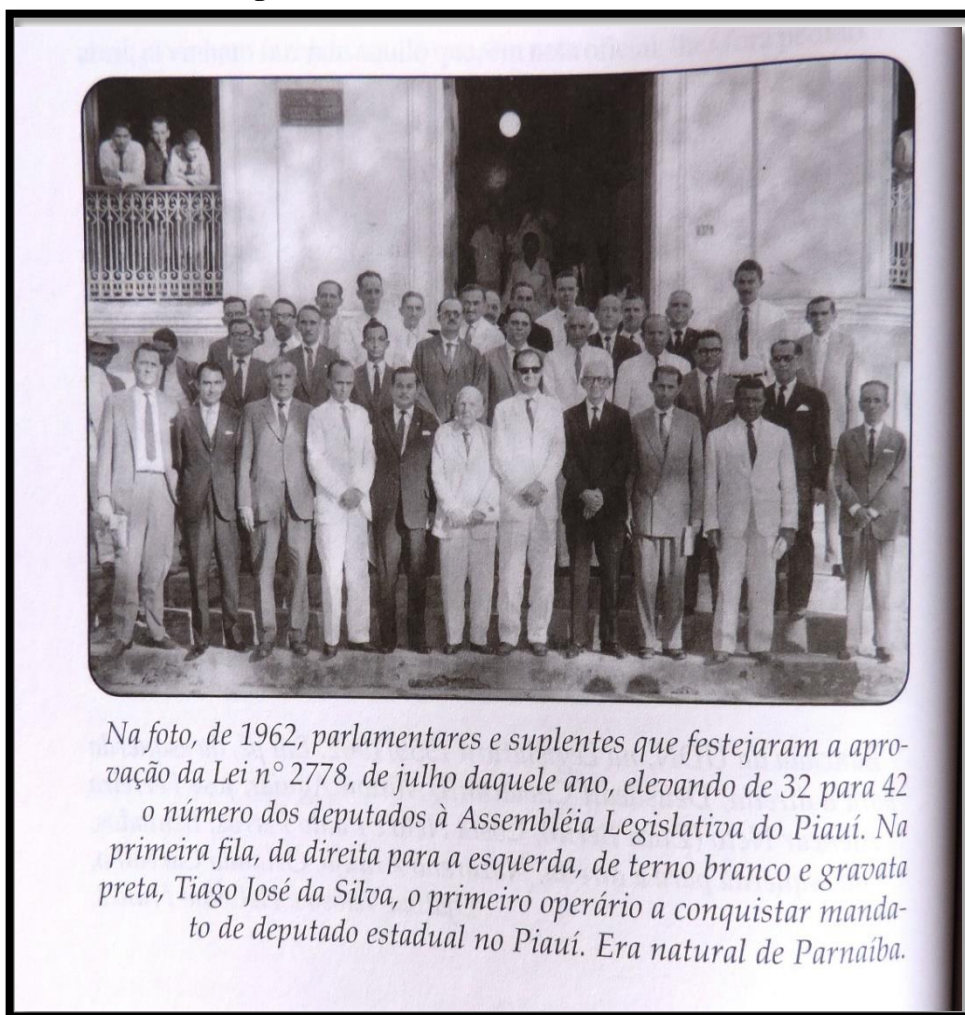 Na foto, de 1962, parlamentares e suplentes que festejaram a apro-
vação da Lei n° 2778, de julho daquele ano, elevando de 32 para 42
o número dos deputados à Assembléia Legislativa do Piauí. Na
primeira fila, da direita para a esquerda, de terno branco e gravata
preta, Tiago José da Silva, o primeiro operário a conquistar manda-
to de deputado estadual no Piauí. Era natural de Parnaíba.